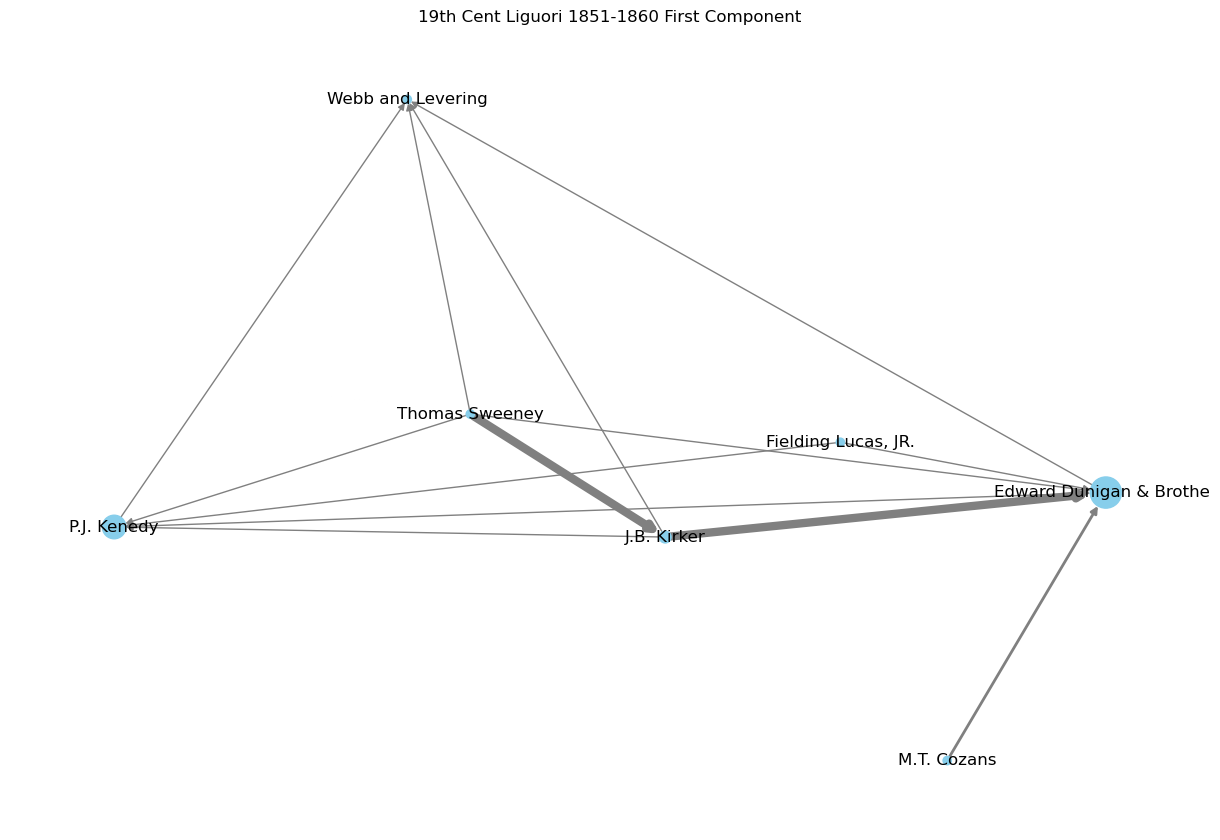 19th Cent Liguori 1851-1860 First Component
Webb and Levering
Thomas Sweeney
Fielding Lucas, JR.
Edward Dunigan & Brothe
P.J. Kenedy
J.B. Kirker
M.T. Cozans